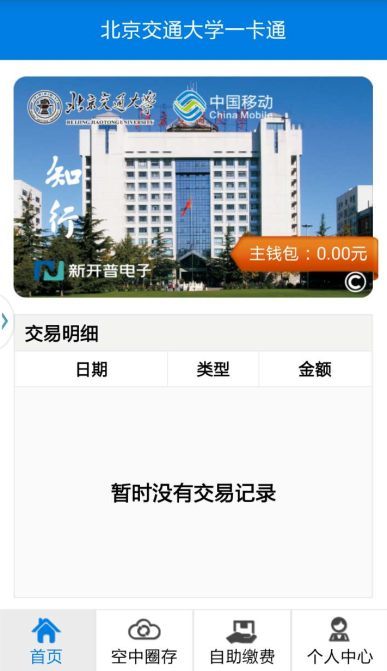 北京交通大学一卡通
北京交通大学
BEIJING JIAOTONG UNIVERSITY
中国移动
China Mobile
知行
新开普电子
主钱包：0.00元
©
交易明细
日期 类型 金额
暂时没有交易记录
首页 空中圈存 自助缴费 个人中心